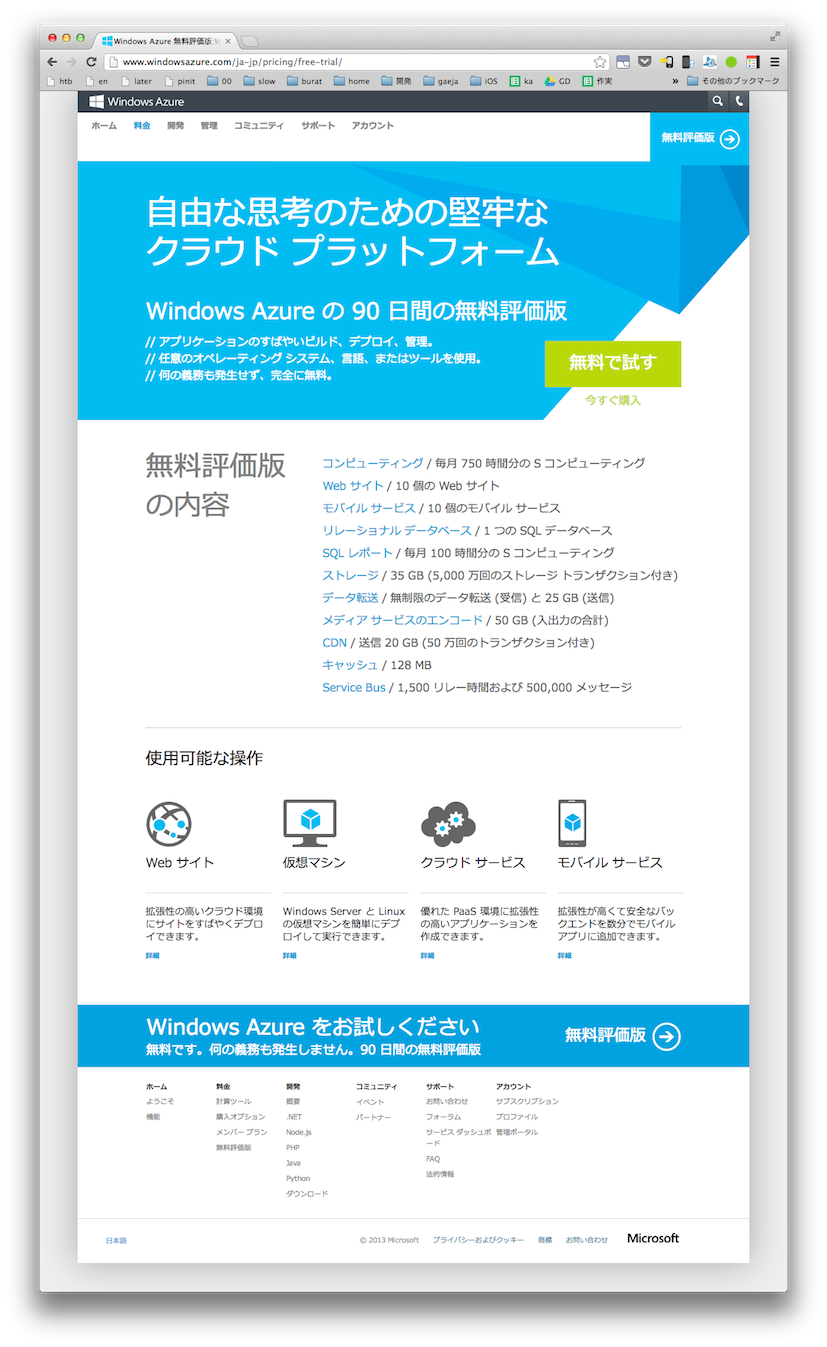 Windows Azure 無料評価版:W
www.windowsazure.com/ja-jp/pricing/free-trial/
htb en later pinit 00 slow burat home 開発 gaeja iOS ka GD 作実 » その他のブックマーク
Windows Azure
ホーム 料金 開発 管理 コミュニティ サポート アカウント
無料評価版
自由な思考のための堅牢な
クラウド プラットフォーム
Windows Azure の 90 日間の無料評価版
// アプリケーションのすばやいビルド、デプロイ、管理。
// 任意のオペレーティング システム、言語、またはツールを使用。
// 何の義務も発生せず、完全に無料。
無料で試す
今すぐ購入
無料評価版
の内容
コンピューティング / 毎月 750 時間分の S コンピューティング
Web サイト / 10 個の Web サイト
モバイル サービス / 10 個のモバイル サービス
リレーショナル データベース / 1 つの SQL データベース
SQL レポート / 毎月 100 時間分の S コンピューティング
ストレージ / 35 GB (5,000 万回のストレージ トランザクション付き)
データ転送 / 無制限のデータ転送 (受信) と 25 GB (送信)
メディア サービスのエンコード / 50 GB (入出力の合計)
CDN / 送信 20 GB (50 万回のトランザクション付き)
キャッシュ / 128 MB
Service Bus / 1,500 リレー時間および 500,000 メッセージ
使用可能な操作
Web サイト
拡張性の高いクラウド環境
にサイトをすばやくデプロ
イできます。
詳細
仮想マシン
Windows Server と Linux
の仮想マシンを簡単にデプ
ロイして実行できます。
詳細
クラウド サービス
優れた PaaS 環境に拡張性
の高いアプリケーションを
作成できます。
詳細
モバイル サービス
拡張性が高くて安全なバッ
クエンドを数分でモバイル
アプリに追加できます。
詳細
Windows Azure をお試しください
無料です。何の義務も発生しません。90 日間の無料評価版
無料評価版
ホーム
ようこそ
機能
料金
計算ツール
購入オプション
メンバー プラン
無料評価版
開発
概要
.NET
Node.js
PHP
Java
Python
ダウンロード
コミュニティ
イベント
パートナー
サポート
お問い合わせ
フォーラム
サービス ダッシュボ
ード
FAQ
法的情報
アカウント
サブスクリプション
プロファイル
管理ポータル
日本語
© 2013 Microsoft プライバシーおよびクッキー 商標 お問い合わせ Microsoft